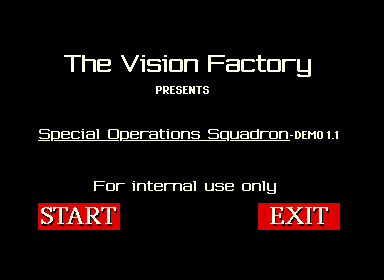 The Vision Factory
PRESENTS
Special Operations Squadron-DEMO 1.1
For internal use only
START EXIT